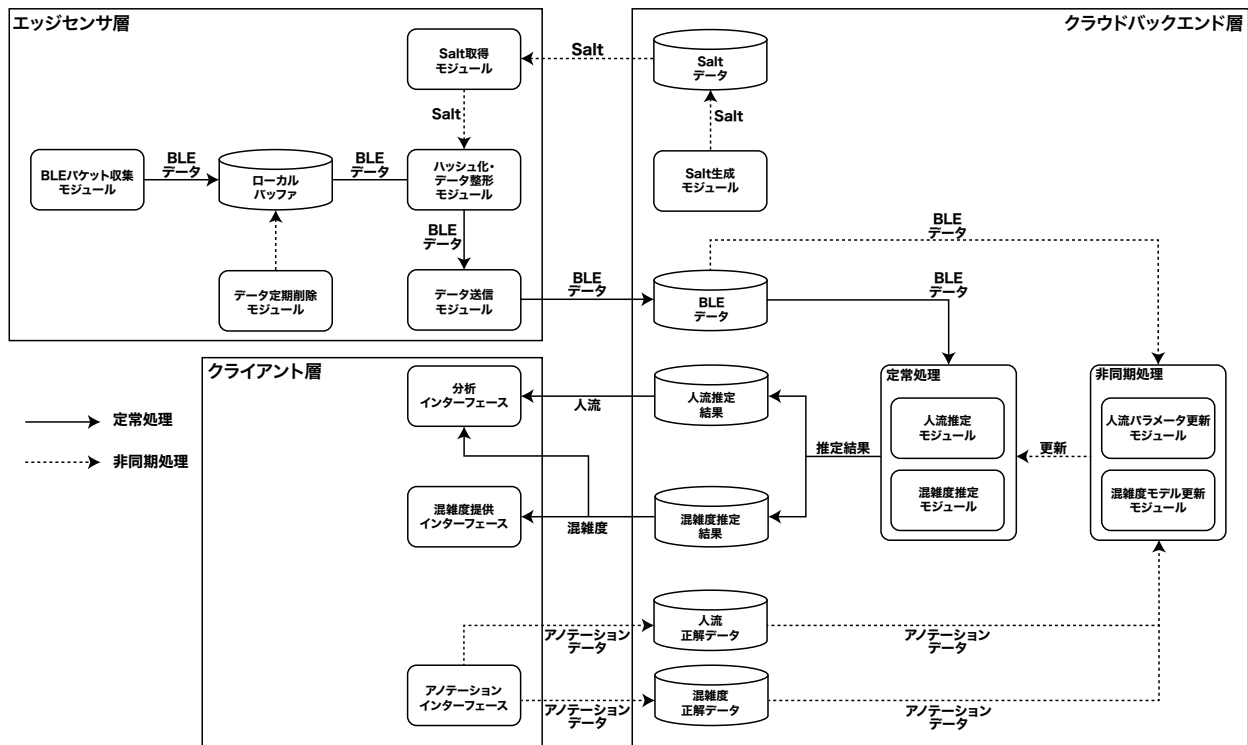 エッジセンサ層
クラウドバックエンド層
Salt取得
モジュール
Salt
Salt
データ
Salt
Salt
BLEパケット収集
モジュール
BLE
データ
ローカル
バッファ
BLE
データ
ハッシュ化・
データ整形
モジュール
Salt生成
モジュール
BLE
データ
BLE
データ
データ定期削除
モジュール
データ送信
モジュール
BLE
データ
BLE
データ
BLE
データ
クライアント層
分析
インターフェース
人流
人流推定
結果
定常処理
人流推定
モジュール
混雑度推定
モジュール
非同期処理
人流パラメータ更新
モジュール
混雑度モデル更新
モジュール
定常処理
非同期処理
推定結果
更新
混雑度提供
インターフェース
混雑度
混雑度推定
結果
アノテーション
データ
人流
正解データ
アノテーション
データ
アノテーション
インターフェース
アノテーション
データ
混雑度
正解データ
アノテーション
データ